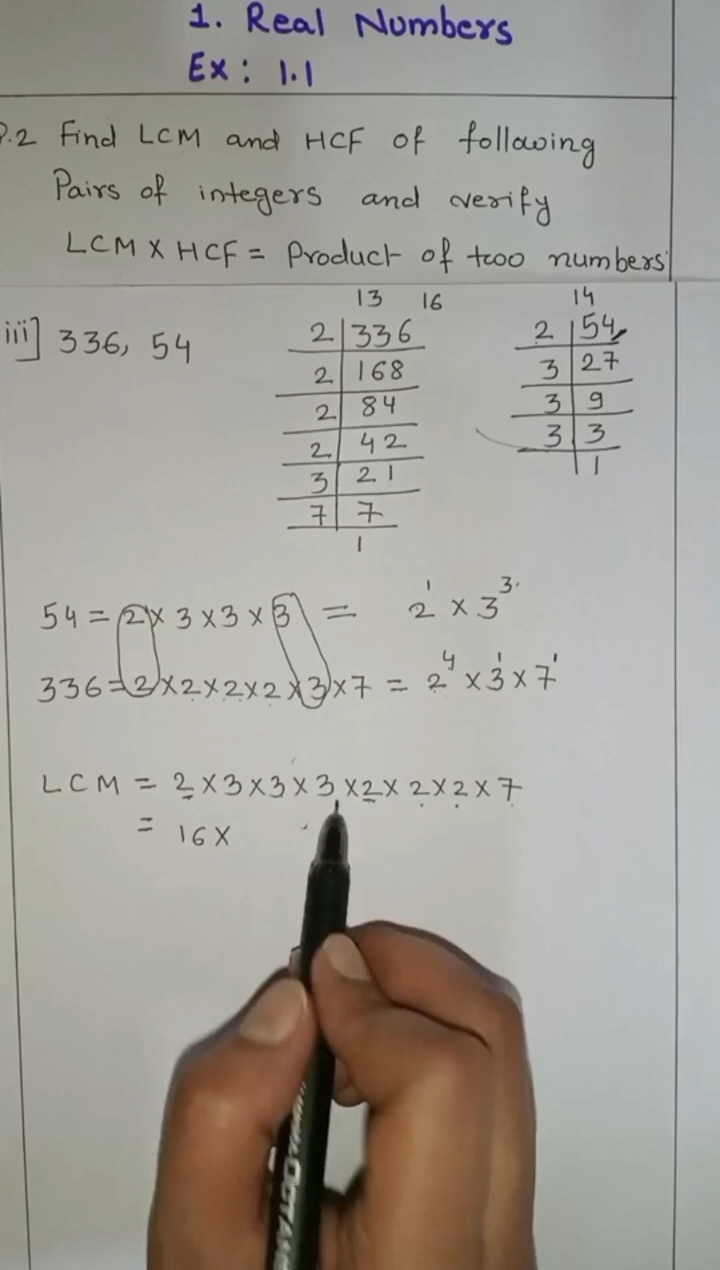 1. Real Numbers
Ex: 1.1
.2 Find LCM and HCF of following
Pairs of integers and verify
LCM X HCF = Product of two numbers
iii] 336, 54
13 16
2 | 336
2 | 168
2 | 84
2 | 42
3 | 21
7 | 7
1
14
2 | 54
3 | 27
3 | 9
3 | 3
1
54 = 2 × 3 × 3 × 3 = 2¹ × 3³
336 = 2 × 2 × 2 × 2 × 3 × 7 = 2⁴ × 3¹ × 7¹
LCM = 2 × 3 × 3 × 3 × 2 × 2 × 2 × 7
= 16 ×
OCTANE